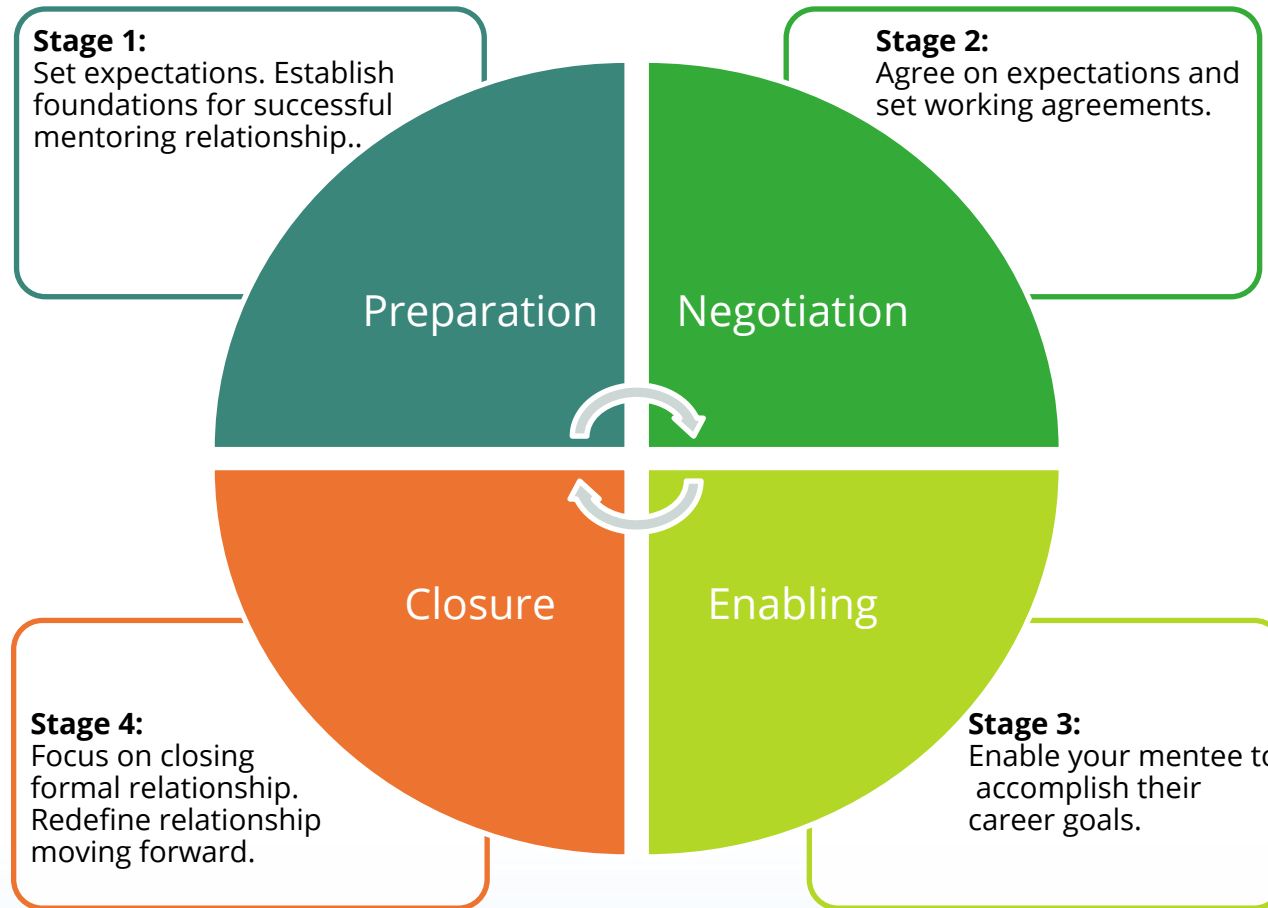 Stage 1:
Set expectations. Establish
foundations for successful
mentoring relationship..
Stage 2:
Agree on expectations and
set working agreements.
Preparation
Negotiation
Closure
Enabling
Stage 4:
Focus on closing
formal relationship.
Redefine relationship
moving forward.
Stage 3:
Enable your mentee to
accomplish their
career goals.